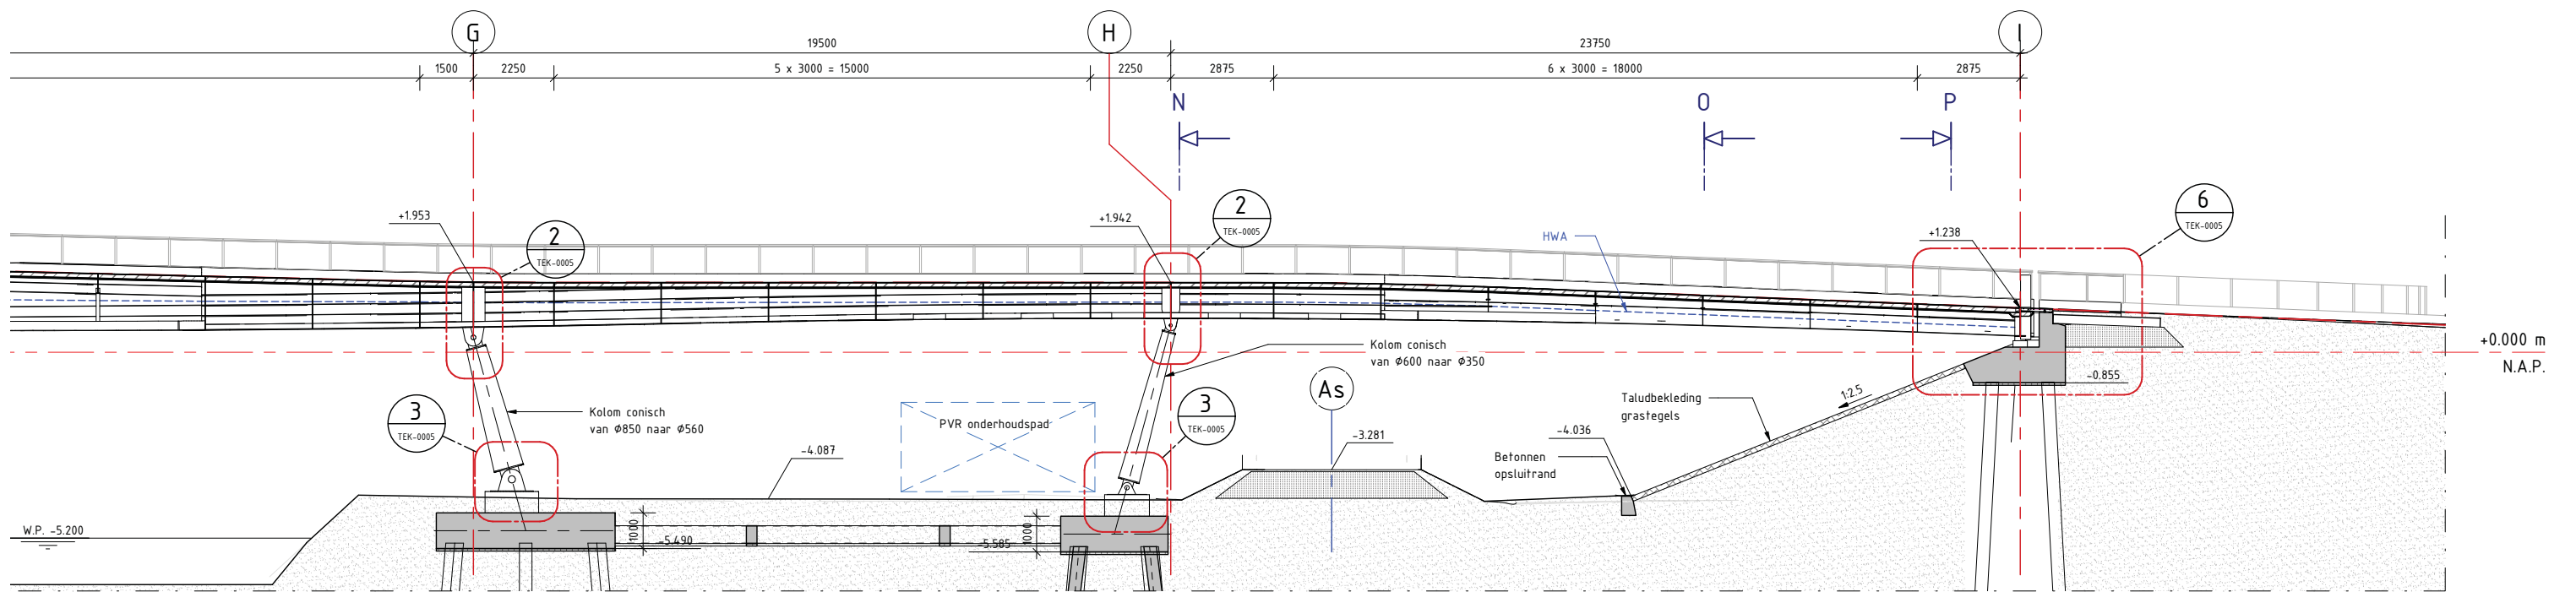 G
H
I
19500
23750
1500
2250
5 x 3000 = 15000
2250
2875
6 x 3000 = 18000
2875
N
O
P
+1.953
2
TEK-0005
+1.942
2
TEK-0005
HWA
+1.238
6
TEK-0005
+0.000 m
N.A.P.
Kolom conisch
van Ø600 naar Ø350
-0.855
1:2.5
As
3
TEK-0005
Kolom conisch
van Ø850 naar Ø560
PVR onderhoudspad
3
TEK-0005
-3.281
Taludbekleding
grastegels
-4.036
Betonnen
opsluitrand
-4.087
W.P. -5.200
1000
-5.490
-5.585
1000